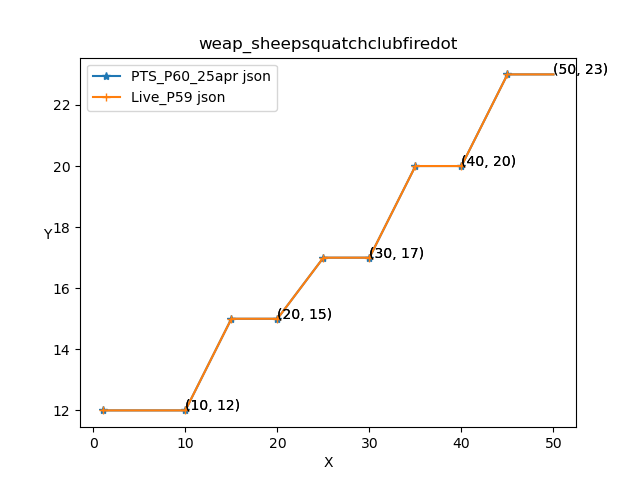 weap_sheepsquatchclubfiredot
PTS_P60_25apr json
Live_P59 json
(50, 23)
22
(40, 20)
20
Y
18
(30, 17)
16
(20, 15)
14
(10, 12)
12
0 10 20 30 40 50
X